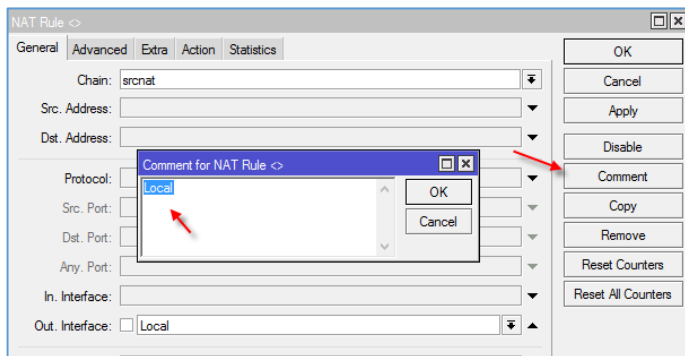 NAT Rule <>
General Advanced Extra Action Statistics
OK
Chain: srcnat
Cancel
Src. Address:
Apply
Dst. Address:
Disable
Comment for NAT Rule <>
Protocol:
Local
OK
Comment
Src. Port:
Cancel
Copy
Dst. Port:
Remove
Any. Port:
Reset Counters
In. Interface:
Reset All Counters
Out. Interface: Local